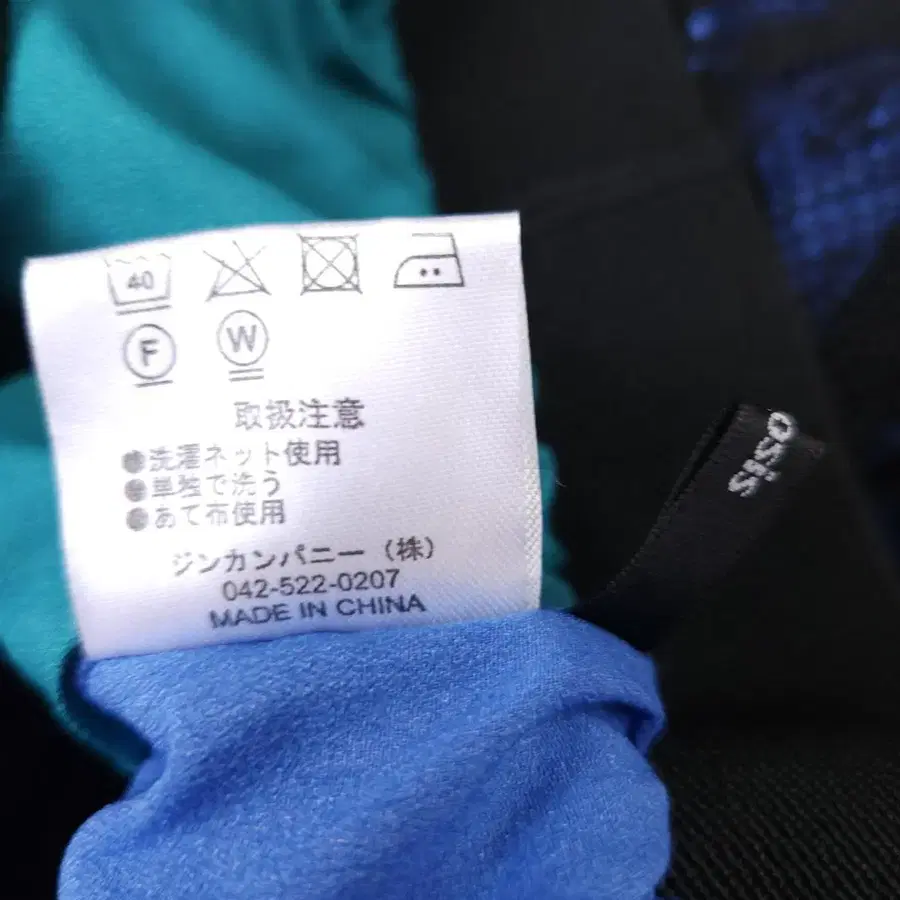 40
F W
取扱注意
●洗濯ネット使用
●単独で洗う
●あて布使用
ジンカンパニー（株）
042-522-0207
MADE IN CHINA
osis